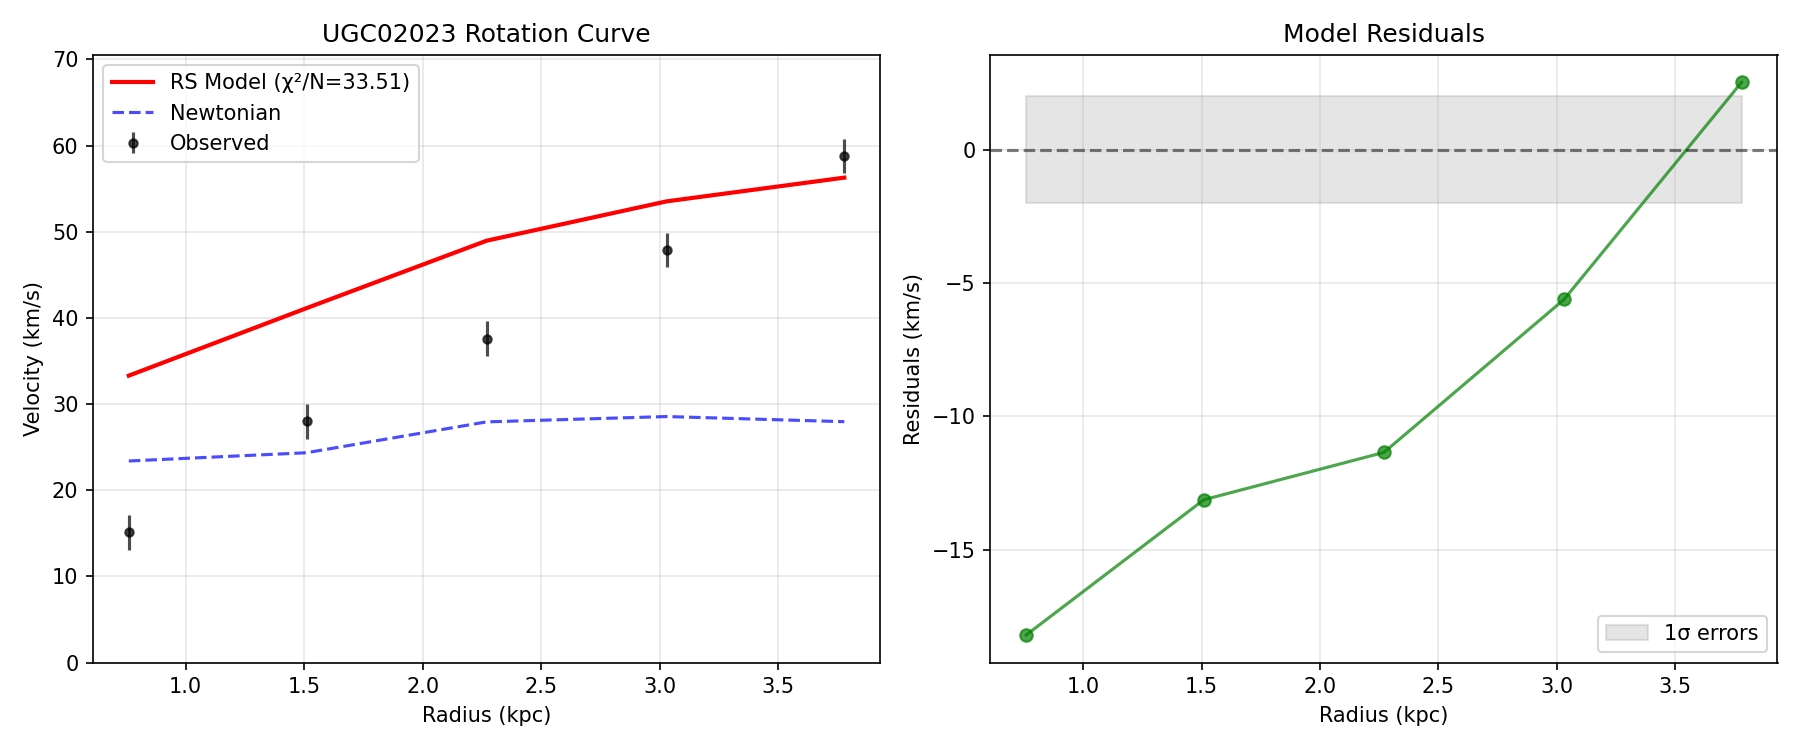 UGC02023 Rotation Curve
70
60
50
40
30
20
10
0
Velocity (km/s)
RS Model (χ²/N=33.51)
Newtonian
Observed
1.0 1.5 2.0 2.5 3.0 3.5
Radius (kpc)
Model Residuals
0
−5
−10
−15
Residuals (km/s)
1σ errors
1.0 1.5 2.0 2.5 3.0 3.5
Radius (kpc)